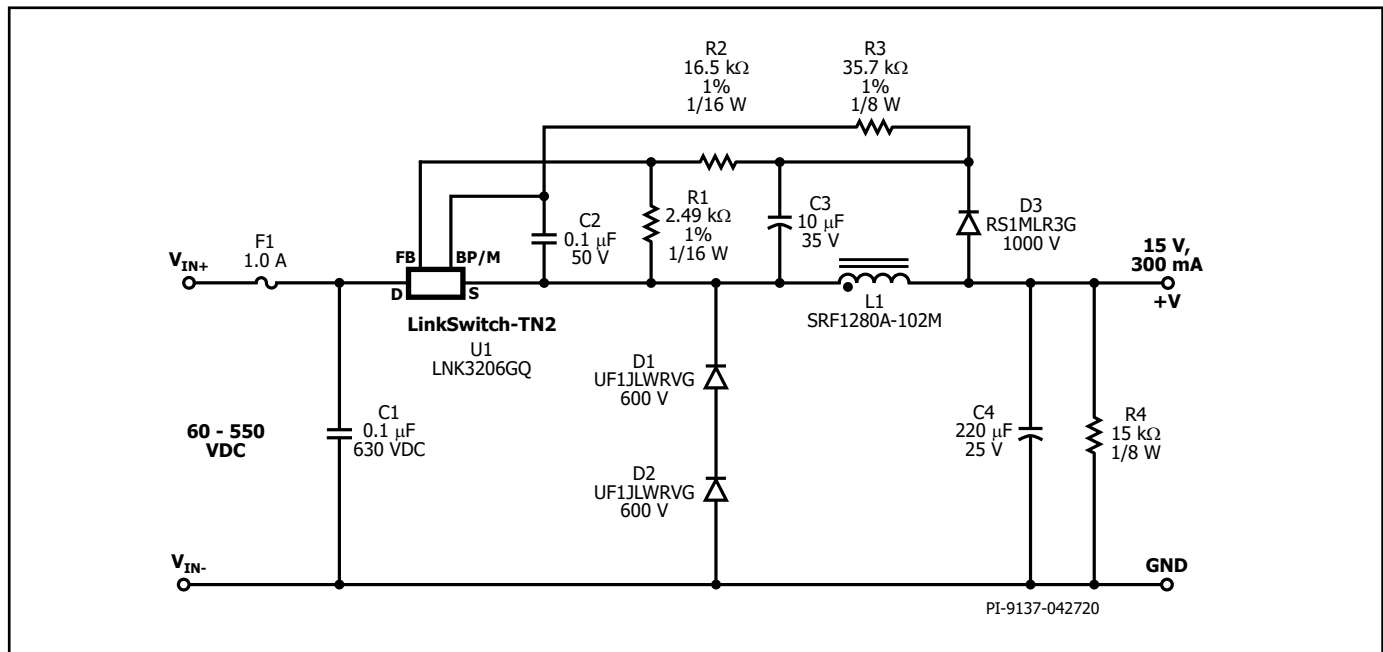 R2
16.5 kΩ
1%
1/16 W
R3
35.7 kΩ
1%
1/8 W
R1
2.49 kΩ
1%
1/16 W
C3
10 μF
35 V
D3
RS1MLR3G
1000 V
C2
0.1 μF
50 V
VIN+
F1
1.0 A
FB
BP/M
D
S
15 V,
300 mA
+V
L1
SRF1280A-102M
LinkSwitch-TN2
U1
LNK3206GQ
D1
UF1JLWRVG
600 V
60 - 550
VDC
C1
0.1 μF
630 VDC
C4
220 μF
25 V
R4
15 kΩ
1/8 W
D2
UF1JLWRVG
600 V
VIN-
GND
PI-9137-042720